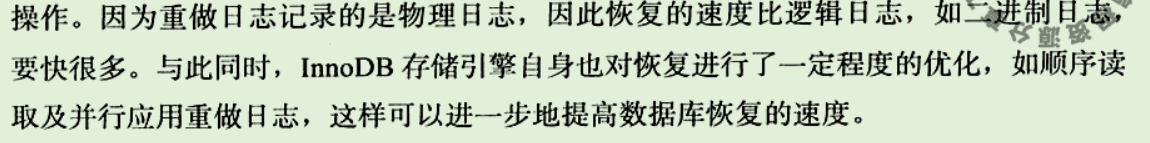 操作。因为重做日志记录的是物理日志，因此恢复的速度比逻辑日志，如二进制日志，
要快很多。与此同时，InnoDB 存储引擎自身也对恢复进行了一定程度的优化，如顺序读
取及并行应用重做日志，这样可以进一步地提高数据库恢复的速度。